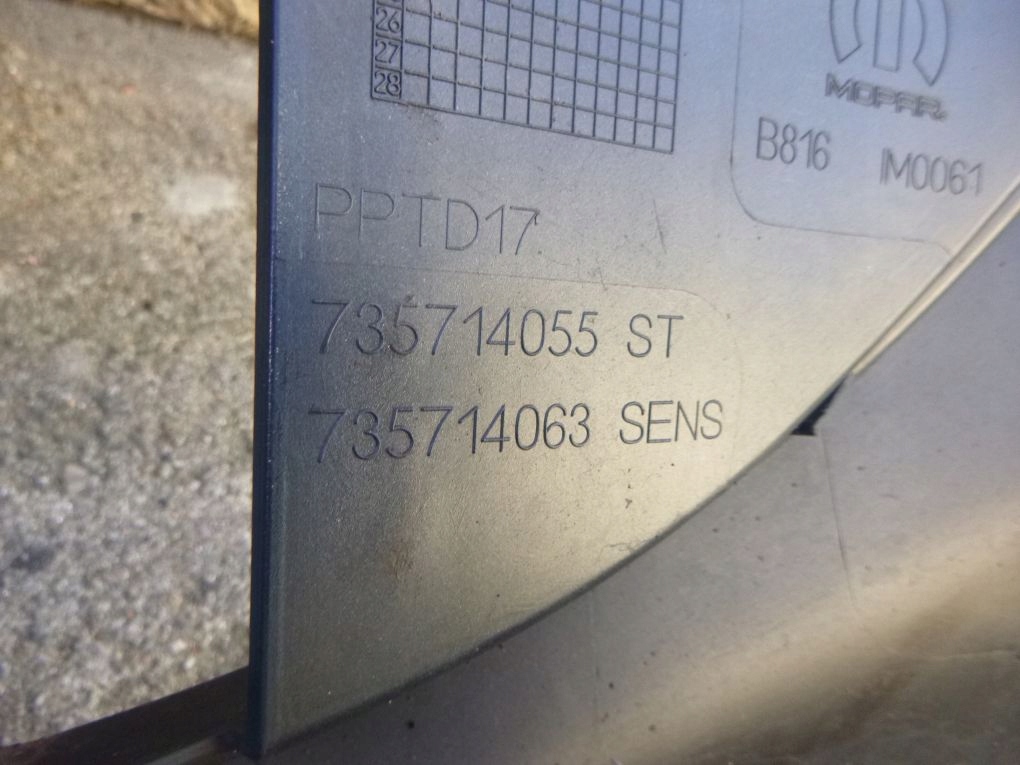 26
27
28
MOPAR
B816 IM0061
PPTD17
735714055 ST
735714063 SENS